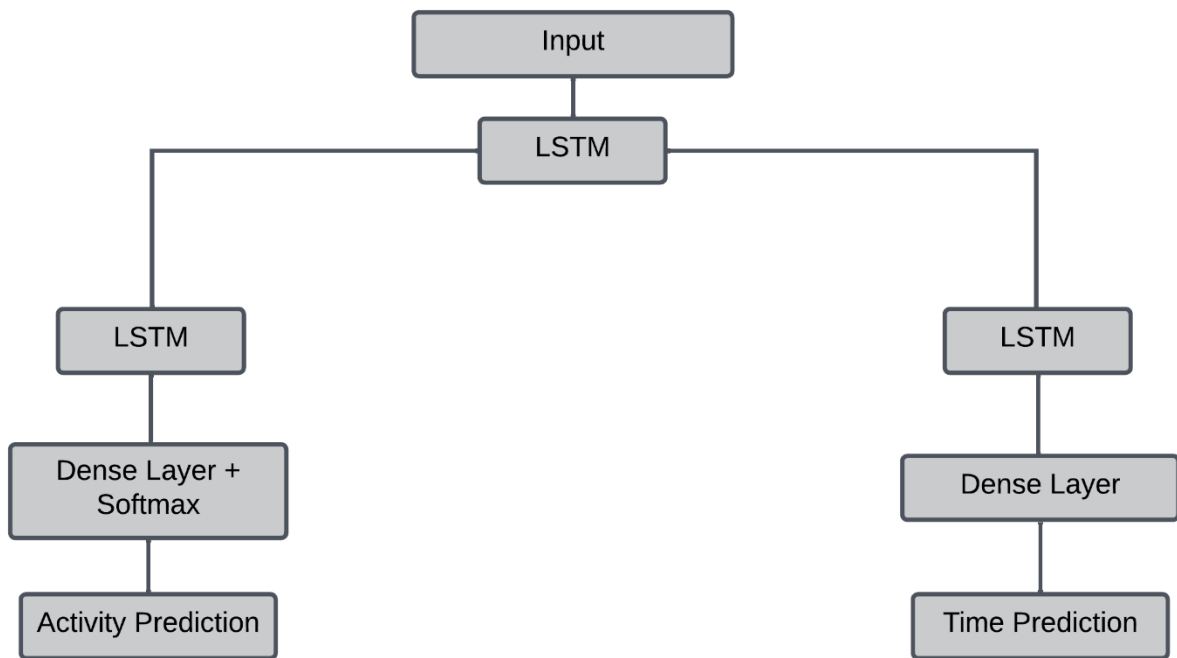 Input
LSTM
LSTM
LSTM
Dense Layer +
Softmax
Dense Layer
Activity Prediction
Time Prediction